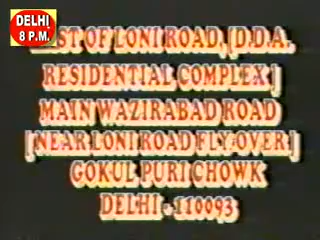 DELHI
8 P.M.
ST OF LONI ROAD, [D.D.A.
RESIDENTIAL COMPLEX]
MAIN WAZIRABAD ROAD
[NEAR LONI ROAD FLY OVER]
GOKUL PURI CHOWK
DELHI - 110093